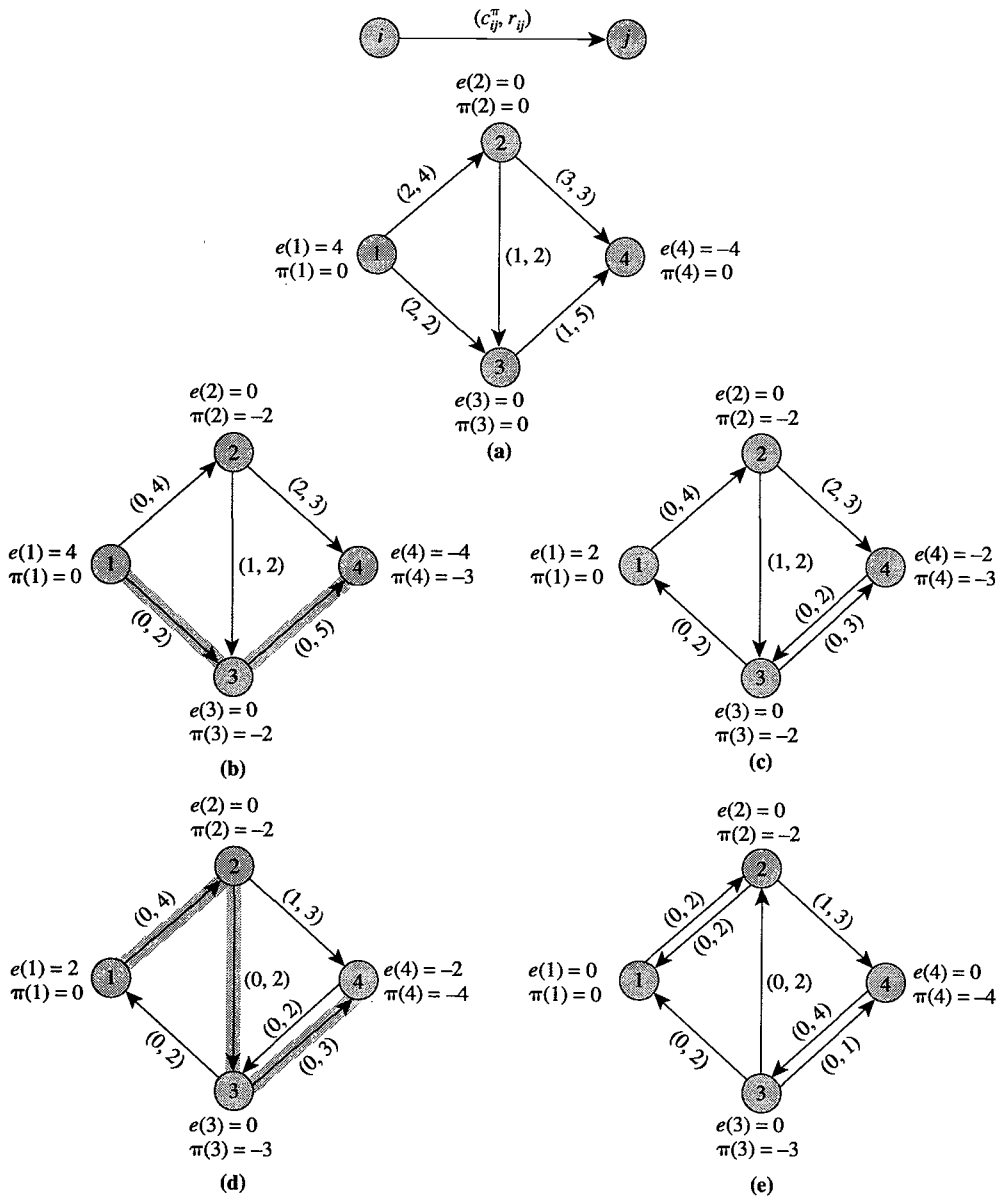 (c^π_ij, r_ij)
i
j
e(2) = 0
π(2) = 0
2
(2, 4)
(3, 3)
e(1) = 4
π(1) = 0
1
(1, 2)
4
e(4) = −4
π(4) = 0
(2, 2)
(1, 5)
3
e(3) = 0
π(3) = 0
(a)
e(2) = 0
π(2) = −2
2
(0, 4)
(2, 3)
e(1) = 4
π(1) = 0
1
(1, 2)
4
e(4) = −4
π(4) = −3
(0, 2)
(0, 5)
3
e(3) = 0
π(3) = −2
(b)
e(2) = 0
π(2) = −2
2
(0, 4)
(2, 3)
e(1) = 2
π(1) = 0
1
(1, 2)
4
e(4) = −2
π(4) = −3
(0, 2)
(0, 2)
(0, 3)
3
e(3) = 0
π(3) = −2
(c)
e(2) = 0
π(2) = −2
2
(0, 4)
(1, 3)
e(1) = 2
π(1) = 0
1
(0, 2)
4
e(4) = −2
π(4) = −4
(0, 2)
(0, 2)
(0, 3)
3
e(3) = 0
π(3) = −3
(d)
e(2) = 0
π(2) = −2
2
(0, 2)
(0, 2)
(1, 3)
e(1) = 0
π(1) = 0
1
(0, 2)
4
e(4) = 0
π(4) = −4
(0, 2)
(0, 4)
(0, 1)
3
e(3) = 0
π(3) = −3
(e)